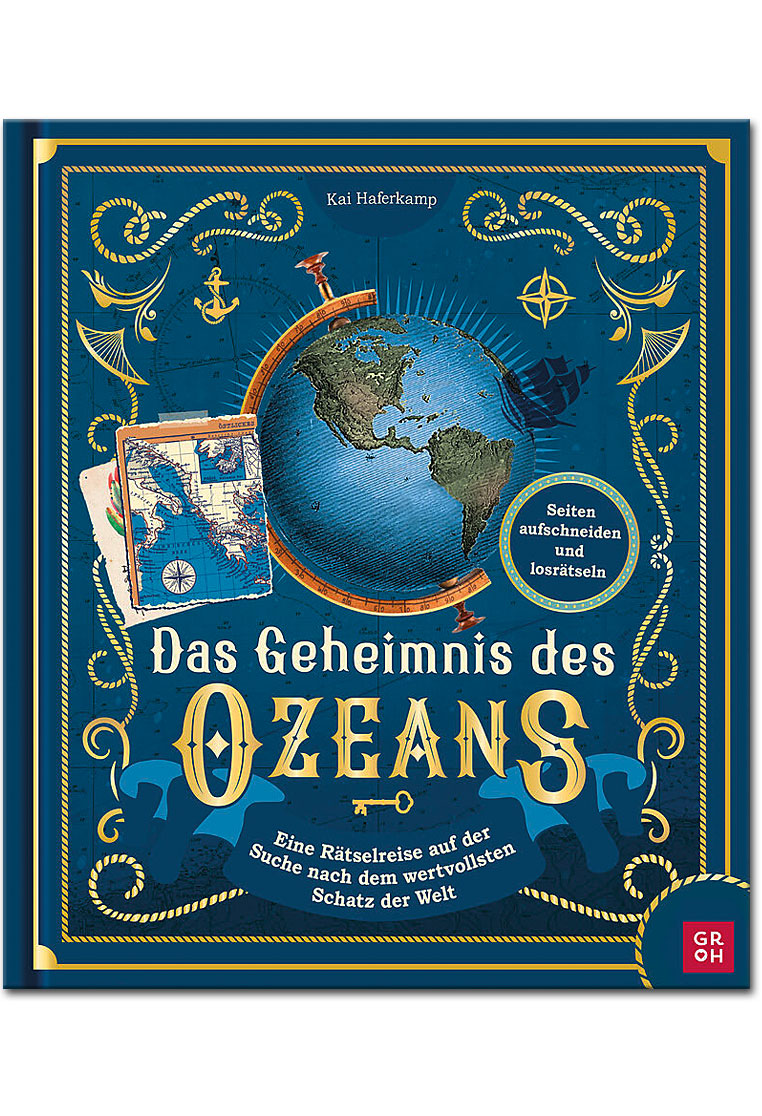 Kai Haferkamp
ÖSTLICHES
Seiten
aufschneiden
und
losrätseln
Das Geheimnis des
OZEANS
Eine Rätselreise auf der
Suche nach dem wertvollsten
Schatz der Welt
GR
OH